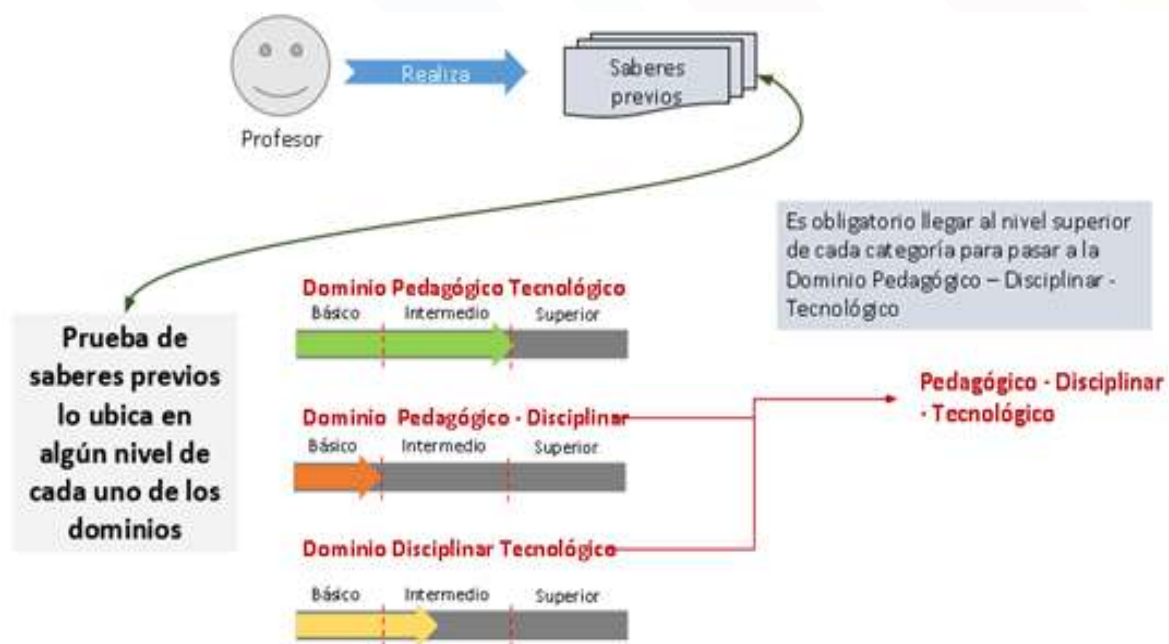 Realiza
Saberes
previos
Profesor
Es obligatorio llegar al nivel superior
de cada categoría para pasar a la
Dominio Pedagógico – Disciplinar -
Tecnológico
Prueba de
saberes previos
lo ubica en
algún nivel de
cada uno de los
dominios
Dominio Pedagógico Tecnológico
Básico Intermedio Superior
Dominio Pedagógico - Disciplinar
Básico Intermedio Superior
Dominio Disciplinar Tecnológico
Básico Intermedio Superior
Pedagógico - Disciplinar
- Tecnológico